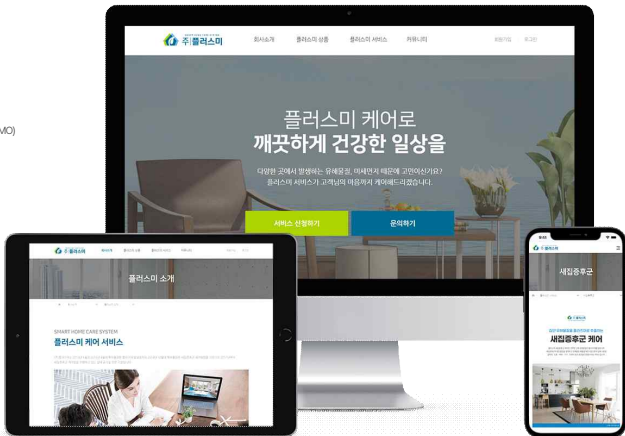 MO)
주)플러스미
회사소개 플러스미 상품 플러스미 서비스 커뮤니티 회원가입 로그인
플러스미 케어로
깨끗하게 건강한 일상을
다양한 곳에서 발생하는 유해물질, 미세먼지 때문에 고민이신가요?
플러스미 서비스가 고객님의 마음까지 케어해드리겠습니다.
서비스 신청하기
문의하기
주)플러스미
플러스미 소개
SMART HOME CARE SYSTEM
플러스미 케어 서비스
주)플러스미
새집증후군
새집증후군 케어